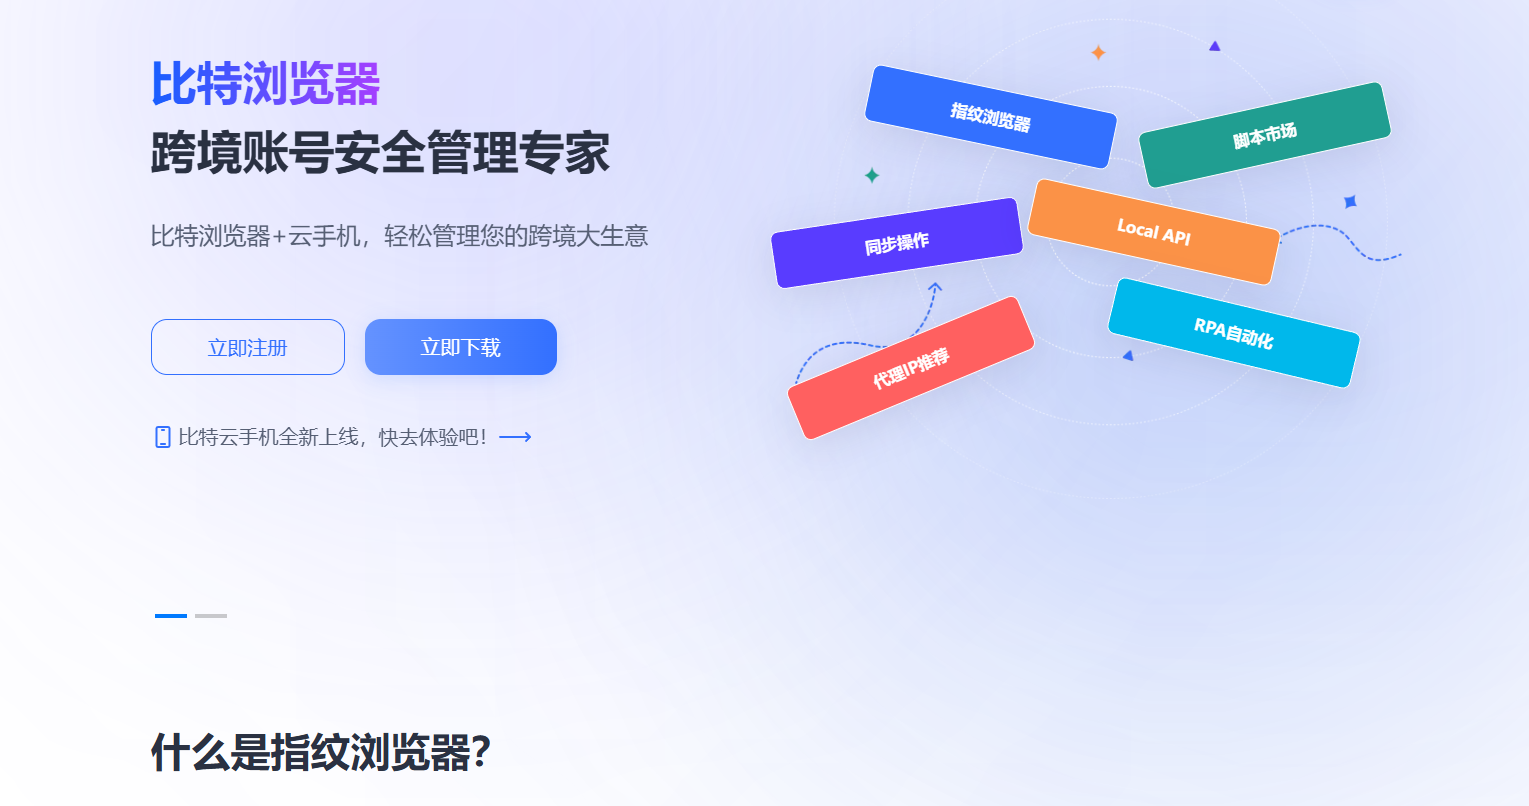 比特浏览器
跨境账号安全管理专家
比特浏览器+云手机，轻松管理您的跨境大生意
立即注册
立即下载
比特云手机全新上线，快去体验吧！
指纹浏览器
脚本市场
同步操作
Local API
代理IP推荐
RPA自动化
什么是指纹浏览器？